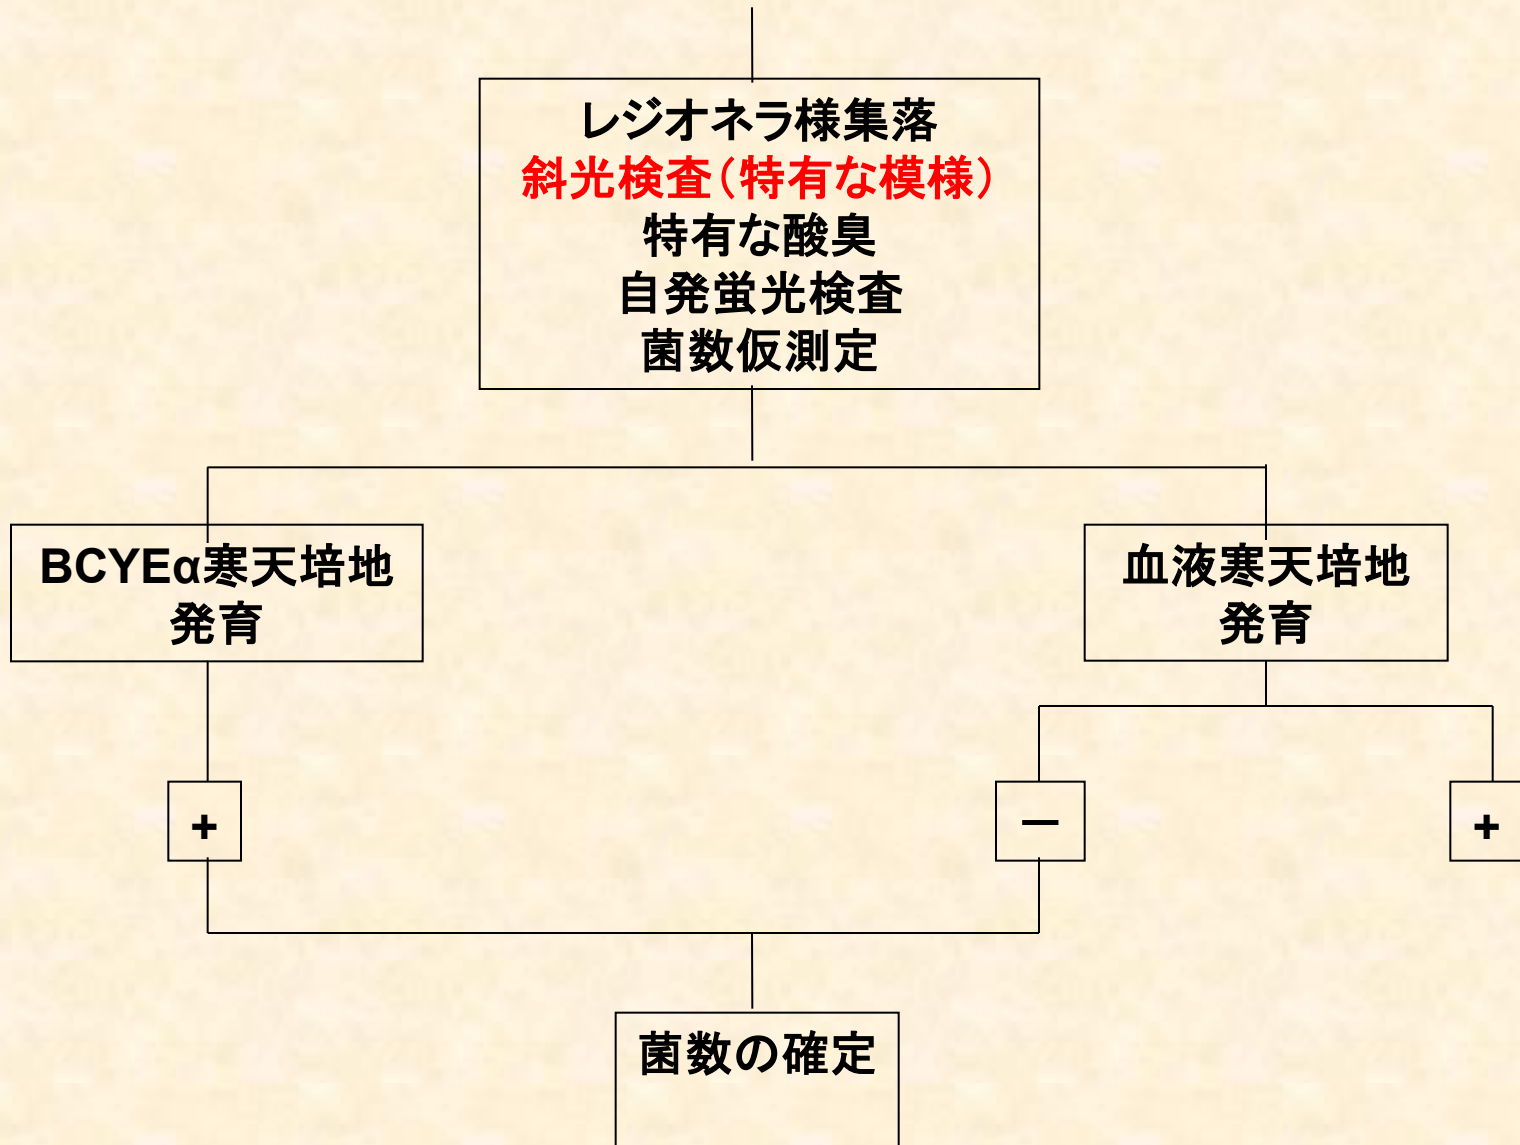 レジオネラ様集落
斜光検査(特有な模様)
特有な酸臭
自発蛍光検査
菌数仮測定
BCYEα寒天培地
発育
血液寒天培地
発育
+
－
+
菌数の確定